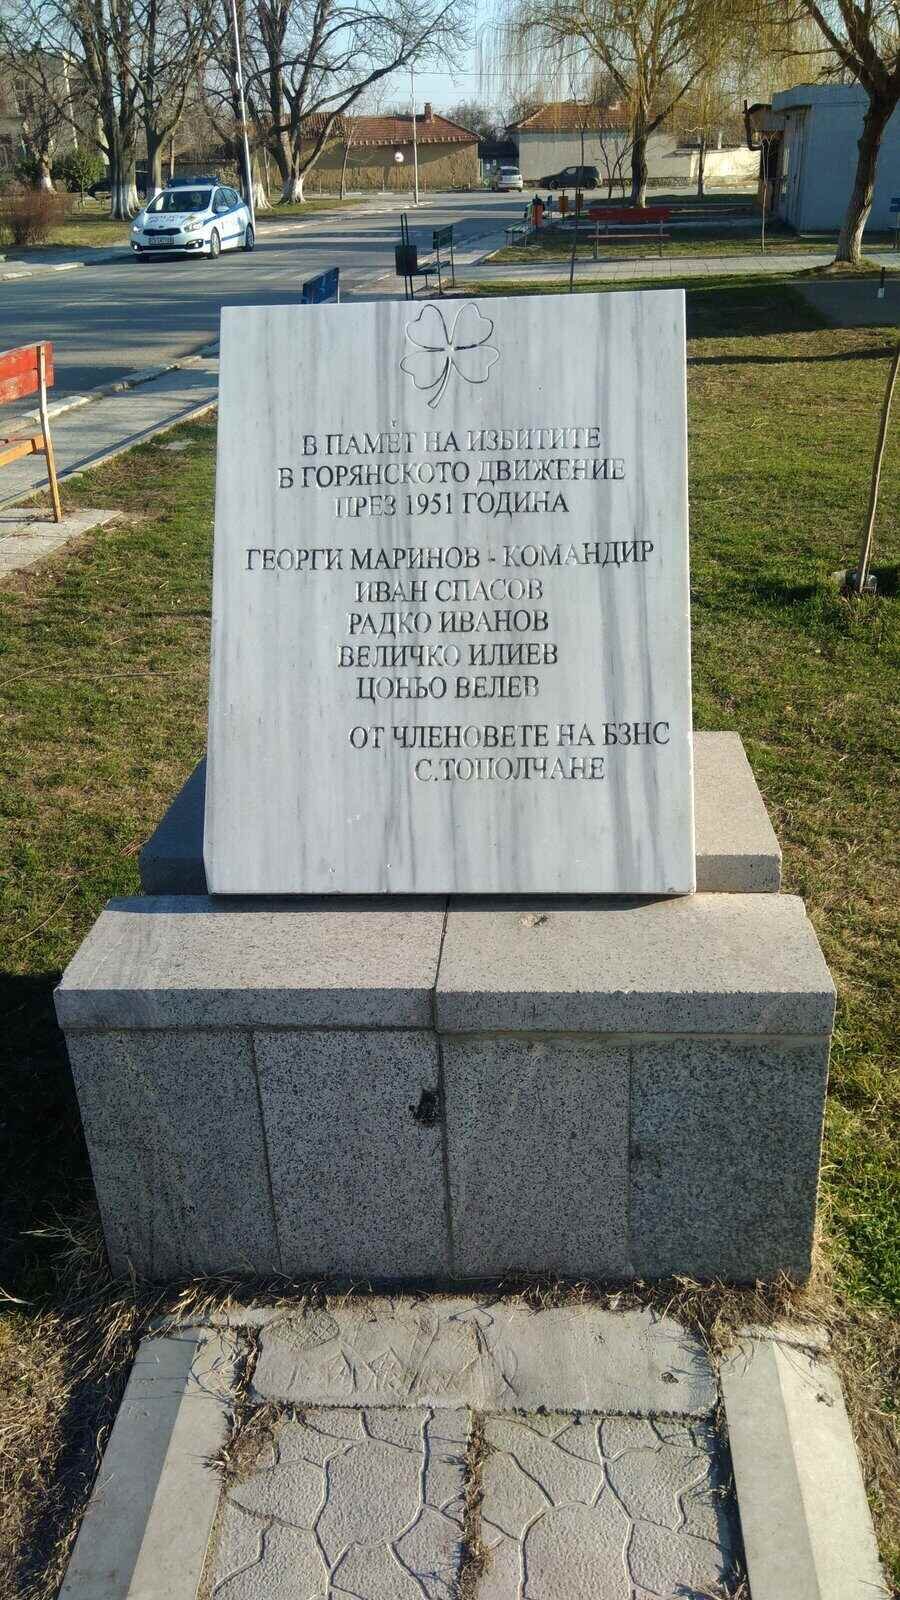 В ПАМЕТ НА ИЗБИТИТЕ
В ГОРЯНСКОТО ДВИЖЕНИЕ
ПРЕЗ 1951 ГОДИНА
ГЕОРГИ МАРИНОВ - КОМАНДИР
ИВАН СПАСОВ
РАДКО ИВАНОВ
ВЕЛИЧКО ИЛИЕВ
ЦОНЬО ВЕЛЕВ
ОТ ЧЛЕНОВЕТЕ НА БЗНС
С.ТОПОЛЧАНЕ